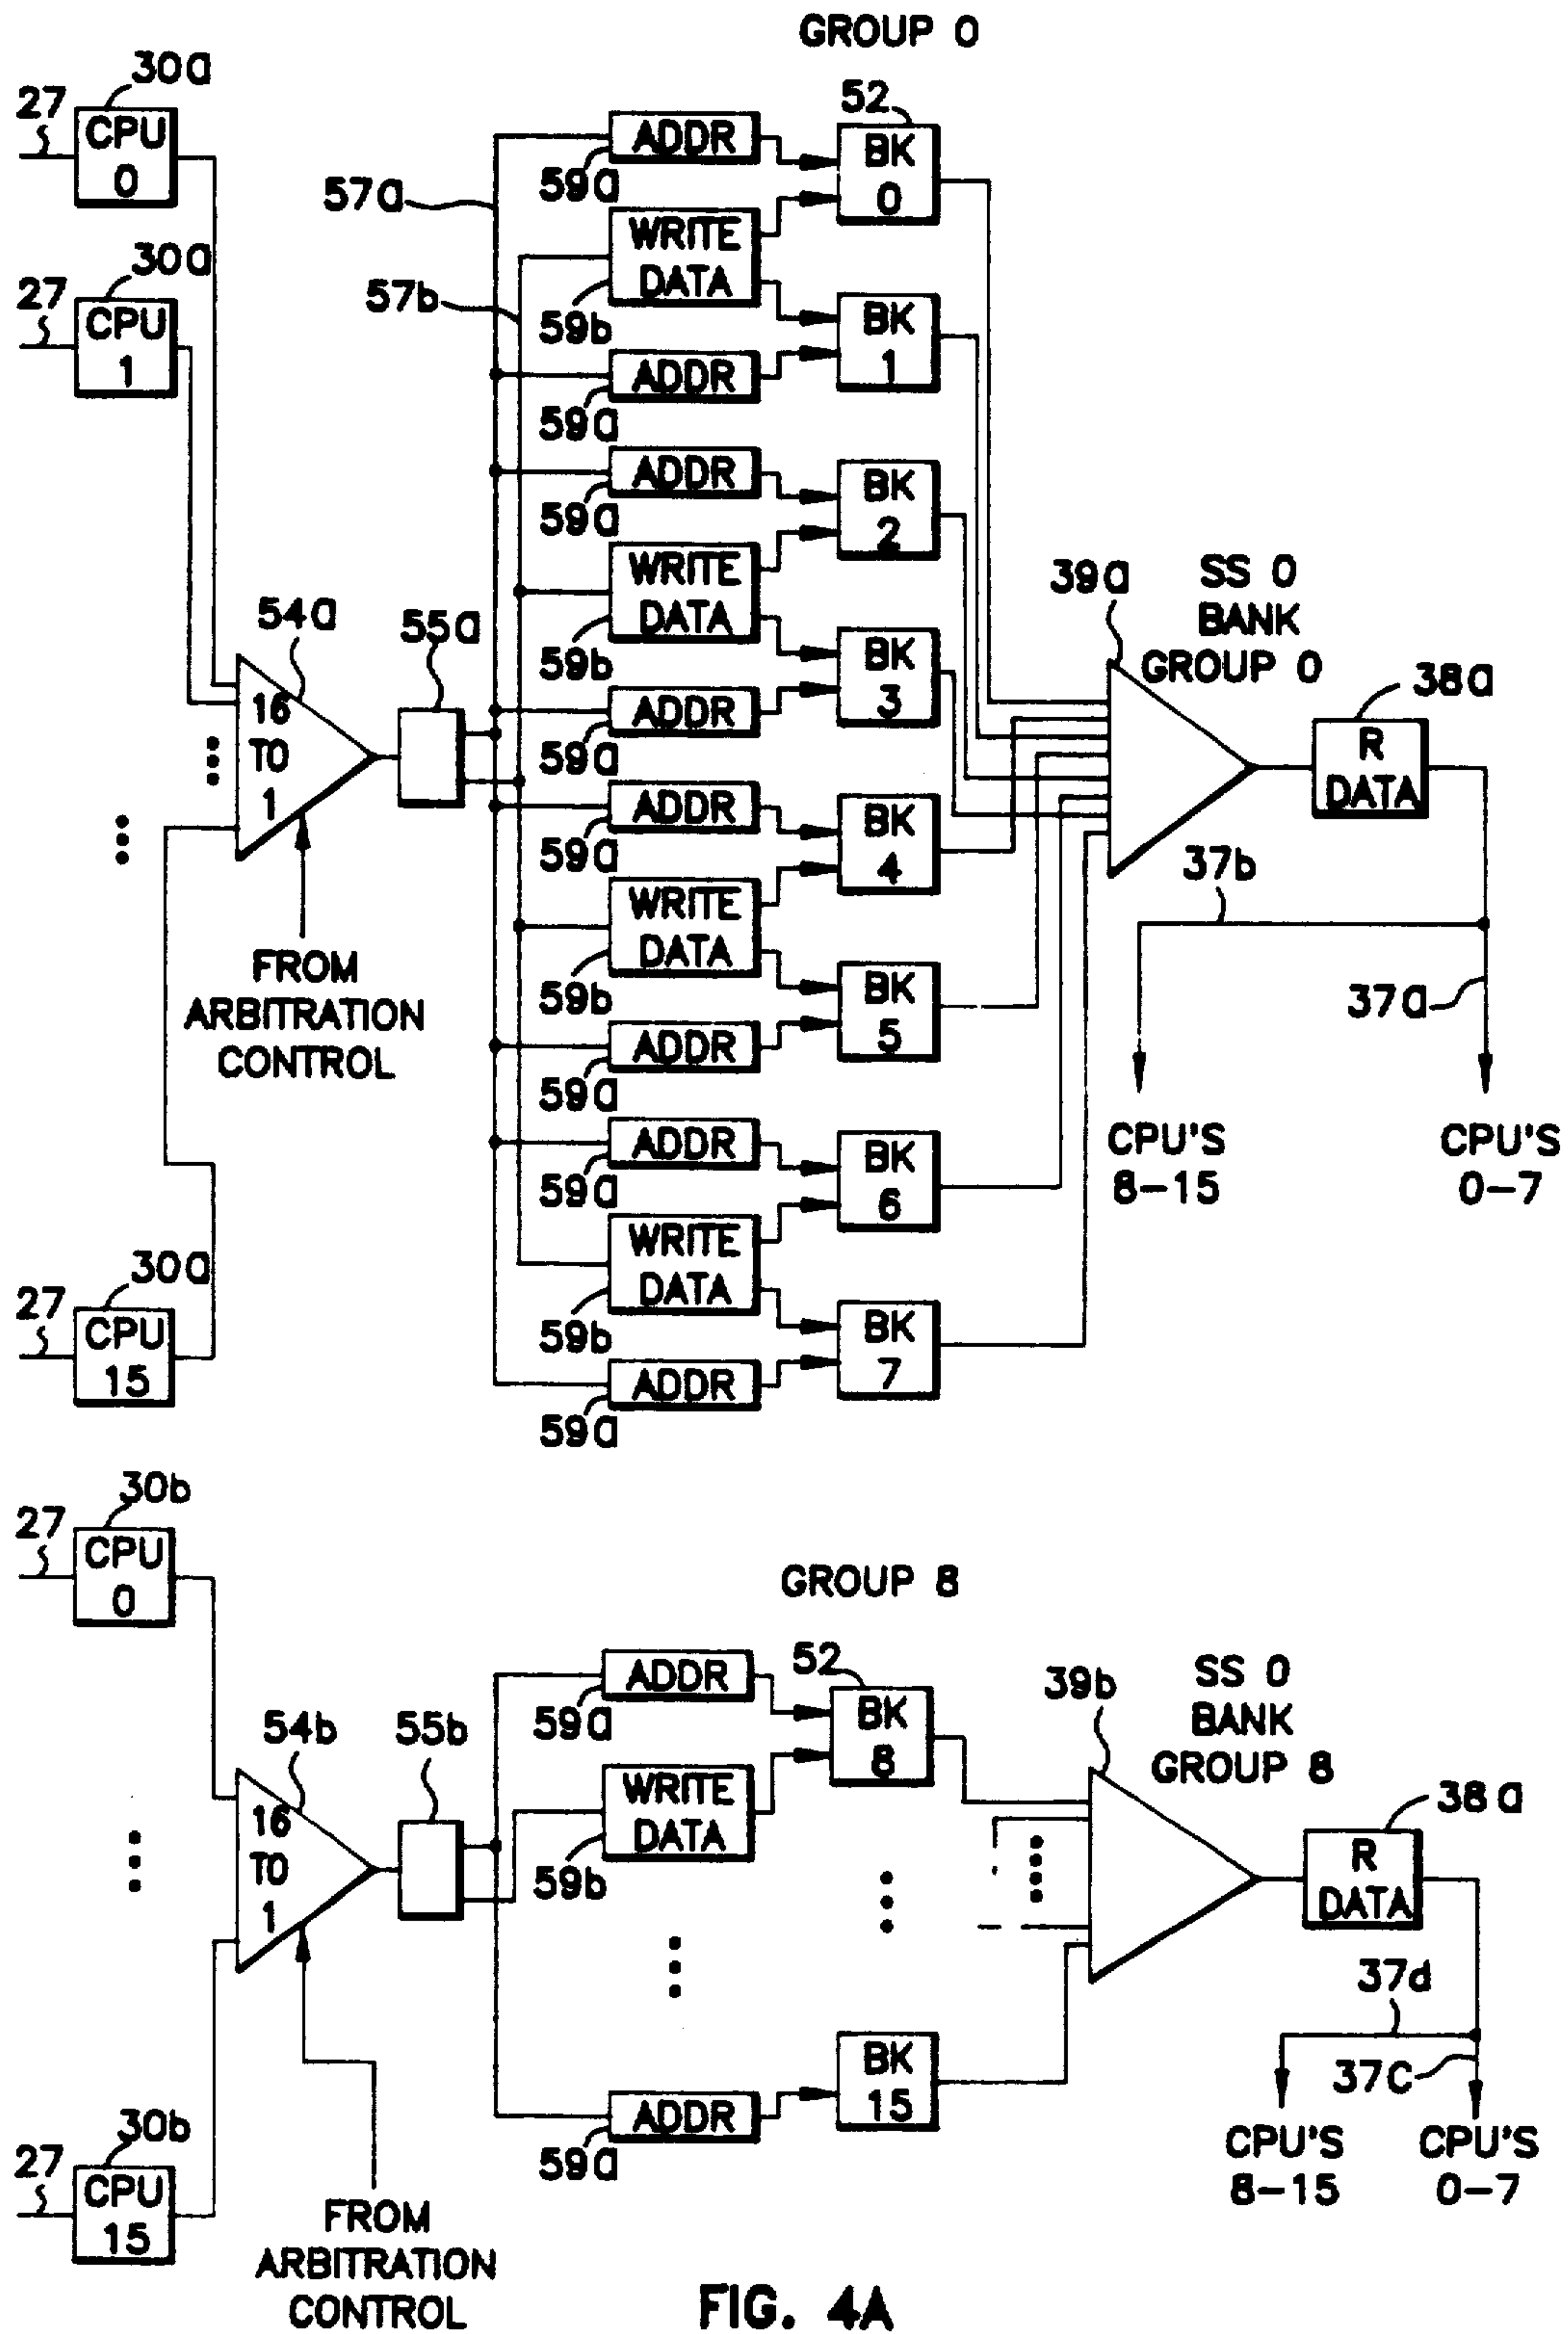 GROUP 0
30a
27
CPU
0
30a
27
CPU
1
57a
57b
ADDR
59a
WRITE
DATA
59b
ADDR
59a
52
BK
0
BK
1
ADDR
59a
WRITE
DATA
59b
ADDR
59a
BK
2
BK
3
54a
16
TO
1
55a
FROM
ARBITRATION
CONTROL
ADDR
59a
WRITE
DATA
59b
ADDR
59a
BK
4
BK
5
ADDR
59a
WRITE
DATA
59b
ADDR
59a
BK
6
BK
7
39a
SS 0
BANK
GROUP 0
38a
R
DATA
37b
37a
CPU'S
8-15
CPU'S
0-7
30a
27
CPU
15
30b
27
CPU
0
GROUP 8
54b
16
TO
1
55b
ADDR
59a
WRITE
DATA
59b
52
BK
8
39b
SS 0
BANK
GROUP 8
38a
R
DATA
37d
37c
CPU'S
8-15
CPU'S
0-7
BK
15
ADDR
59a
30b
27
CPU
15
FROM
ARBITRATION
CONTROL
FIG. 4A